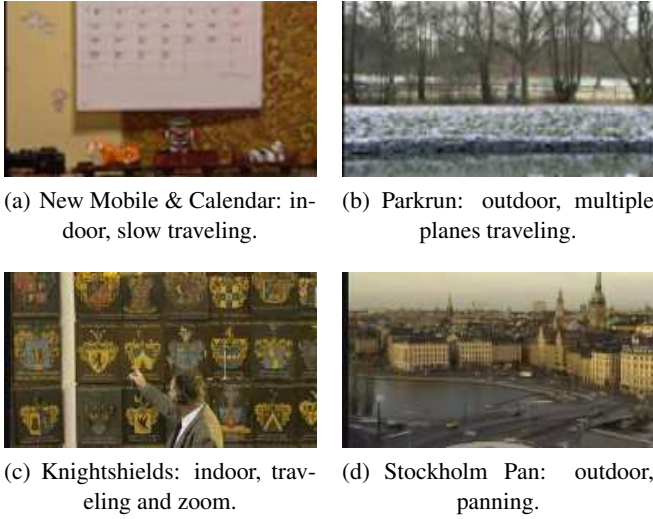 (a) New Mobile & Calendar: in-
door, slow traveling.
(b) Parkrun: outdoor, multiple
planes traveling.
(c) Knightshields: indoor, trav-
eling and zoom.
(d) Stockholm Pan: outdoor,
panning.